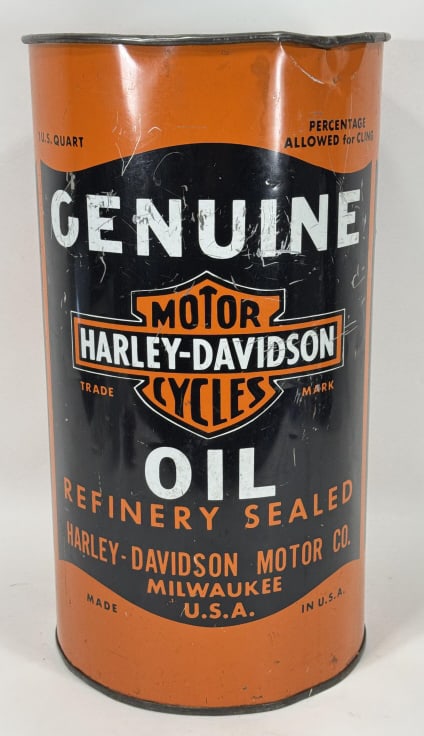 U.S. QUART
PERCENTAGE
ALLOWED for CLING
GENUINE
MOTOR
HARLEY-DAVIDSON
CYCLES
TRADE MARK
OIL
REFINERY SEALED
HARLEY-DAVIDSON MOTOR CO.
MILWAUKEE
U.S.A.
MADE IN U.S.A.